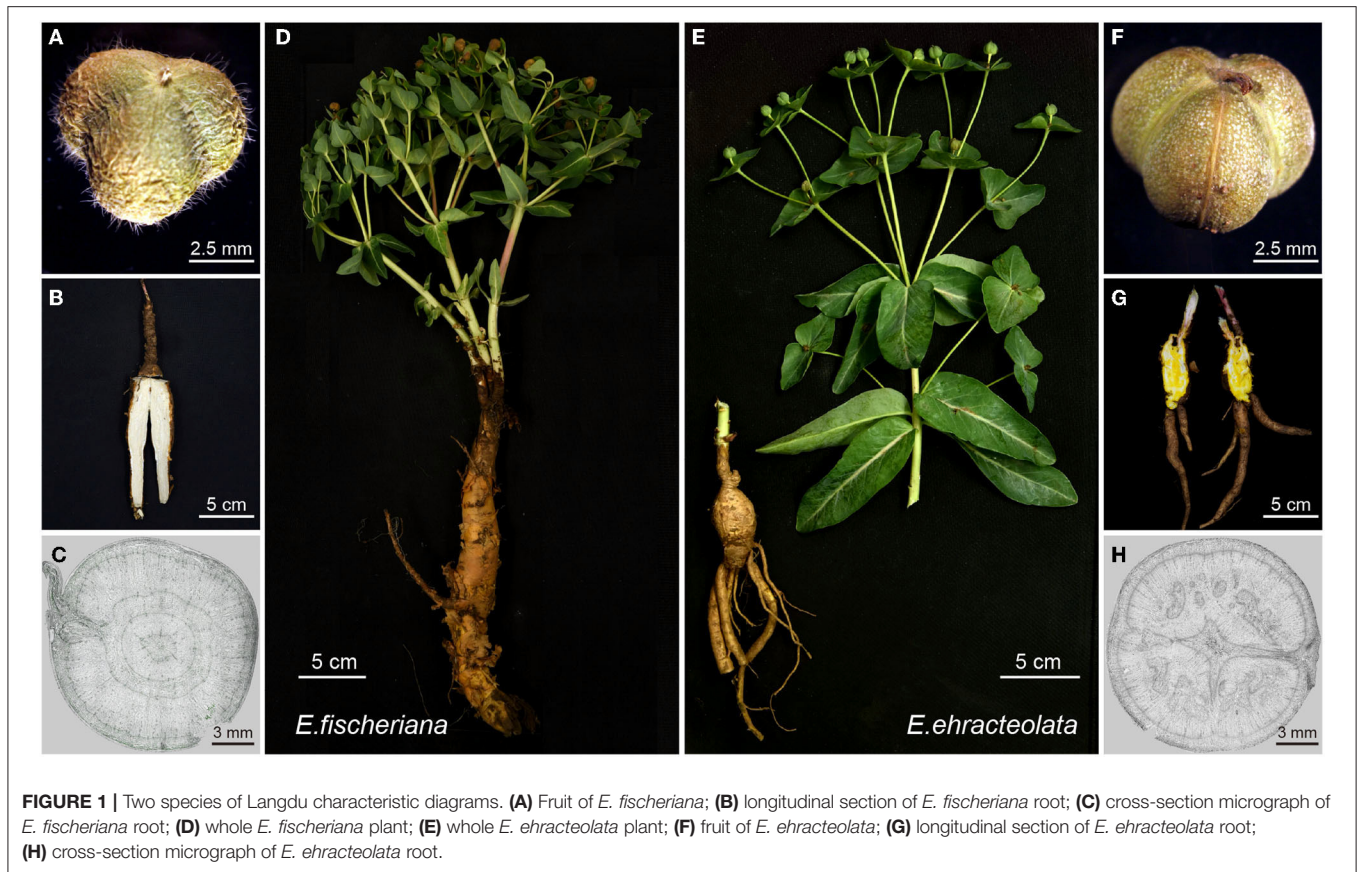 A
2.5 mm
B
5 cm
C
3 mm
D
5 cm
E.fischeriana
E
5 cm
E.ehracteolata
F
2.5 mm
G
5 cm
H
3 mm
FIGURE 1 | Two species of Langdu characteristic diagrams. (A) Fruit of E. fischeriana; (B) longitudinal section of E. fischeriana root; (C) cross-section micrograph of
E. fischeriana root; (D) whole E. fischeriana plant; (E) whole E. ehracteolata plant; (F) fruit of E. ehracteolata; (G) longitudinal section of E. ehracteolata root;
(H) cross-section micrograph of E. ehracteolata root.